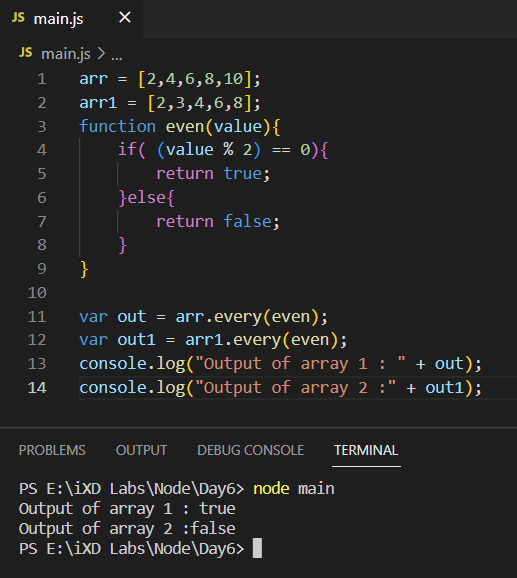 JS main.js ×
JS main.js > ...
1 arr = [2,4,6,8,10];
2 arr1 = [2,3,4,6,8];
3 function even(value){
4     if( (value % 2) == 0){
5         return true;
6     }else{
7         return false;
8     }
9 }
10
11 var out = arr.every(even);
12 var out1 = arr1.every(even);
13 console.log("Output of array 1 : " + out);
14 console.log("Output of array 2 :" + out1);
PROBLEMS OUTPUT DEBUG CONSOLE TERMINAL
PS E:\iXD Labs\Node\Day6> node main
Output of array 1 : true
Output of array 2 :false
PS E:\iXD Labs\Node\Day6>